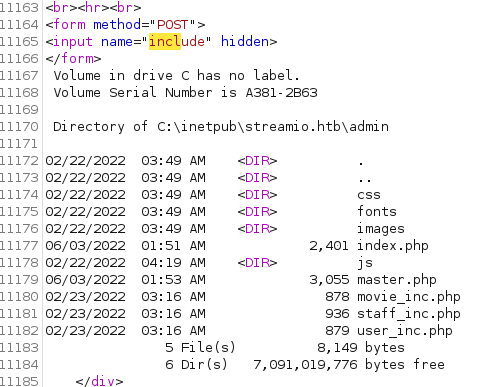 11163 <br><hr><br>
11164 <form method="POST">
11165 <input name="include" hidden>
11166 </form>
11167  Volume in drive C has no label.
11168  Volume Serial Number is A381-2B63
11169
11170  Directory of C:\inetpub\streamio.htb\admin
11171
11172 02/22/2022  03:49 AM    <DIR>          .
11173 02/22/2022  03:49 AM    <DIR>          ..
11174 02/22/2022  03:49 AM    <DIR>          css
11175 02/22/2022  03:49 AM    <DIR>          fonts
11176 02/22/2022  03:49 AM    <DIR>          images
11177 06/03/2022  01:51 AM             2,401 index.php
11178 02/22/2022  04:19 AM    <DIR>          js
11179 06/03/2022  01:53 AM             3,055 master.php
11180 02/23/2022  03:16 AM               878 movie_inc.php
11181 02/23/2022  03:16 AM               936 staff_inc.php
11182 02/23/2022  03:16 AM               879 user_inc.php
11183                5 File(s)          8,149 bytes
11184                6 Dir(s)   7,091,019,776 bytes free
11185     </div>